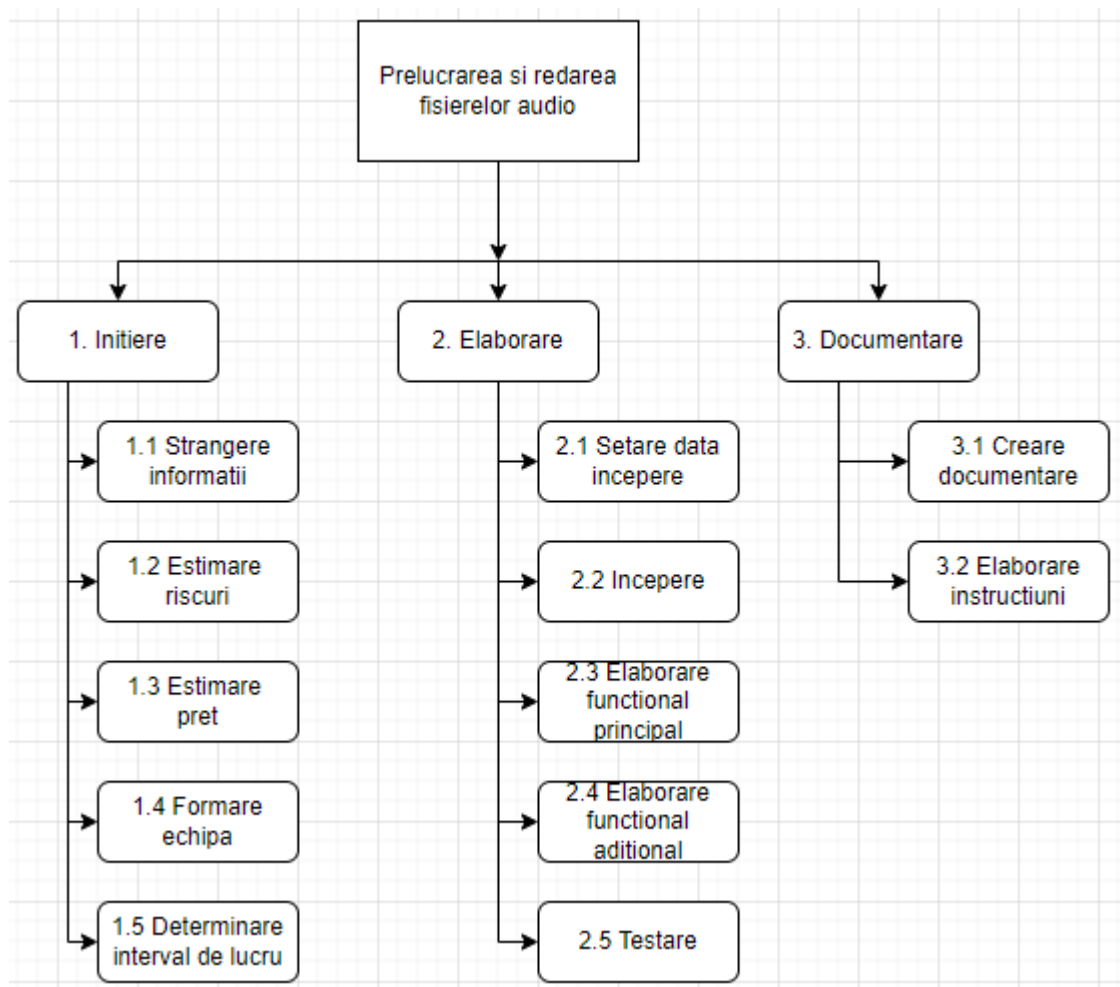 Prelucrarea si redarea
fisierelor audio
1. Initiere
2. Elaborare
3. Documentare
1.1 Strangere
informatii
1.2 Estimare
riscuri
1.3 Estimare
pret
1.4 Formare
echipa
1.5 Determinare
interval de lucru
2.1 Setare data
incepere
2.2 Incepere
2.3 Elaborare
functional
principal
2.4 Elaborare
functional
aditional
2.5 Testare
3.1 Creare
documentare
3.2 Elaborare
instructiuni